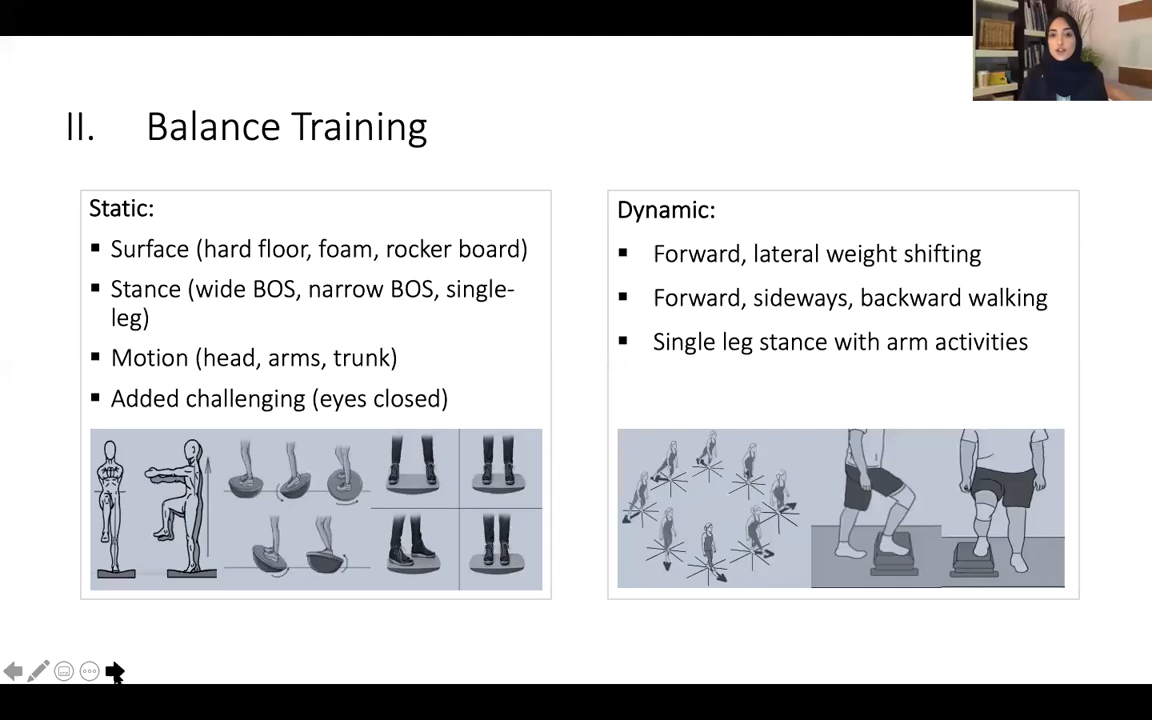 II. Balance Training
Static:
▪ Surface (hard floor, foam, rocker board)
▪ Stance (wide BOS, narrow BOS, single-
leg)
▪ Motion (head, arms, trunk)
▪ Added challenging (eyes closed)
Dynamic:
▪ Forward, lateral weight shifting
▪ Forward, sideways, backward walking
▪ Single leg stance with arm activities